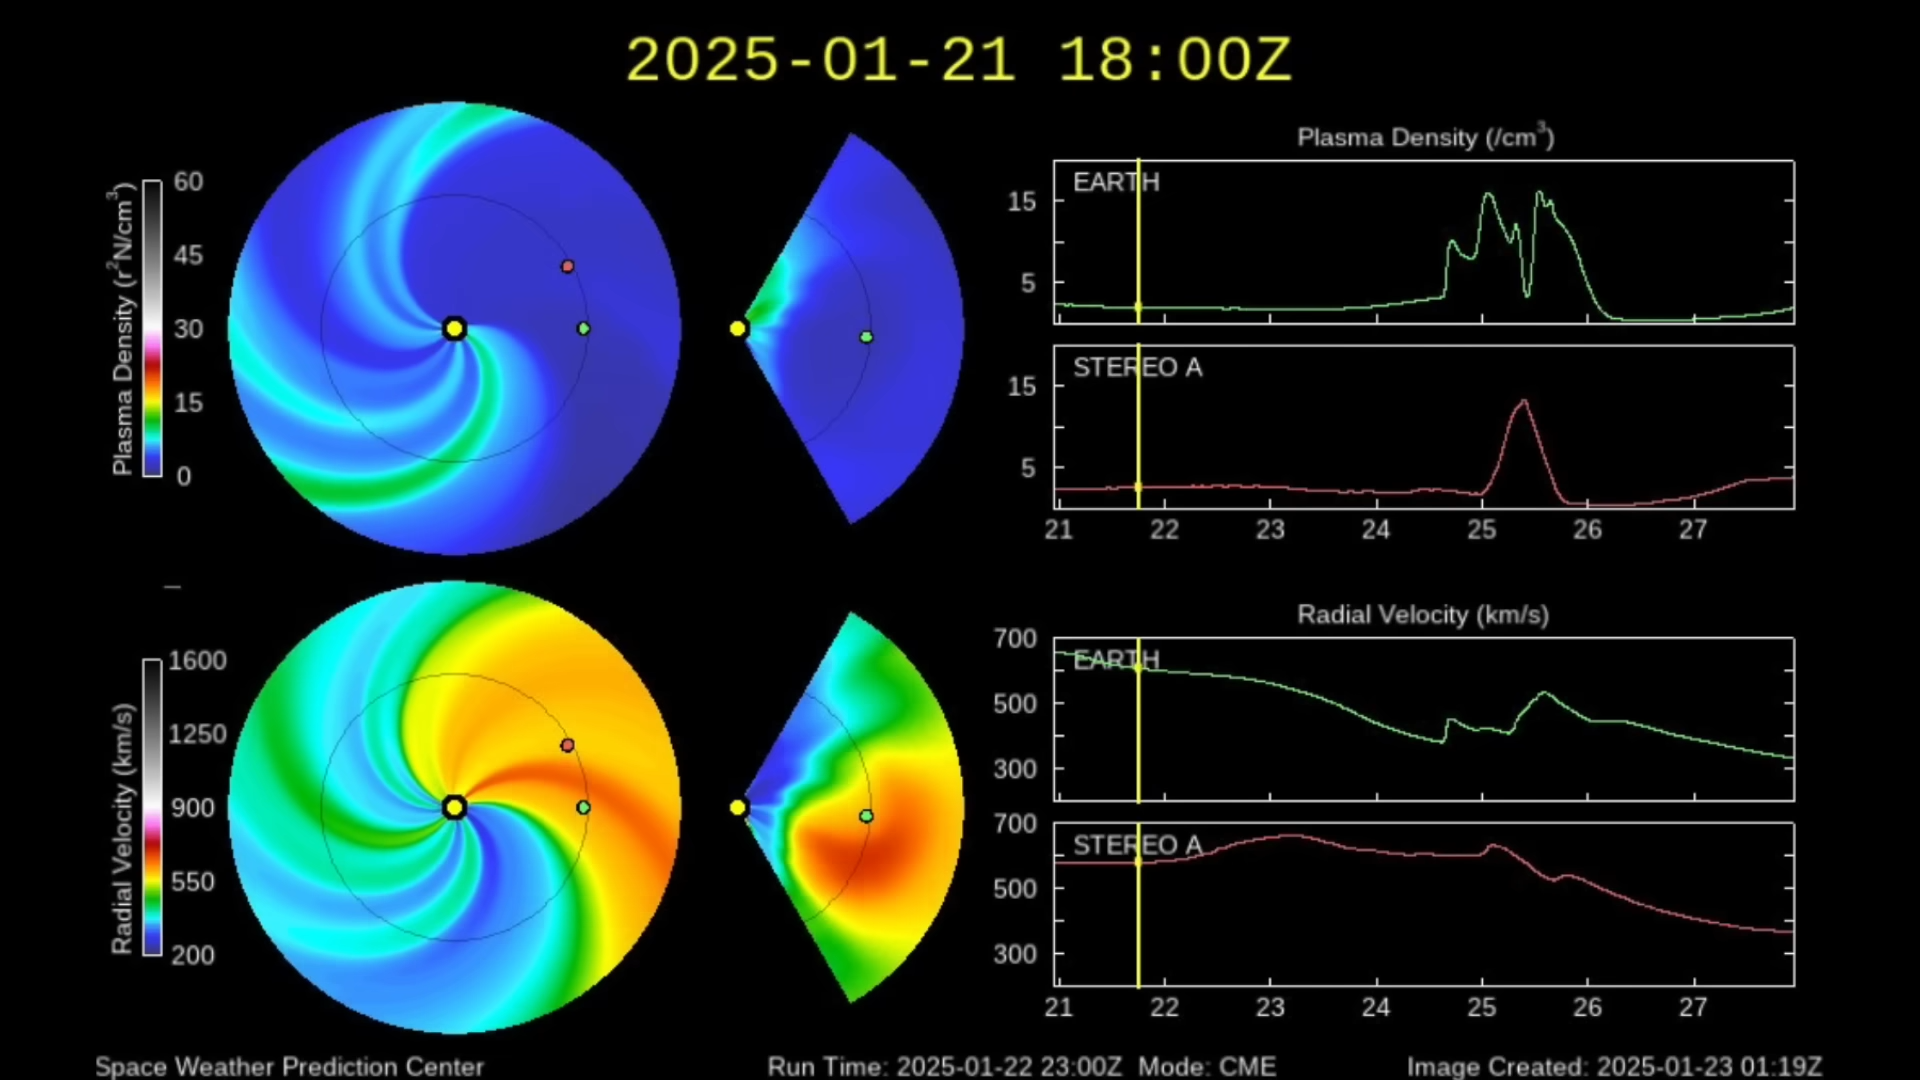 2025-01-21 18:00Z
Plasma Density (r²N/cm³)
60
45
30
15
0
Plasma Density (/cm³)
EARTH
15
5
STEREO A
15
5
21 22 23 24 25 26 27
Radial Velocity (km/s)
1600
1250
900
550
200
Radial Velocity (km/s)
700
EARTH
500
300
700
STEREO A
500
300
21 22 23 24 25 26 27
Space Weather Prediction Center
Run Time: 2025-01-22 23:00Z Mode: CME
Image Created: 2025-01-23 01:19Z